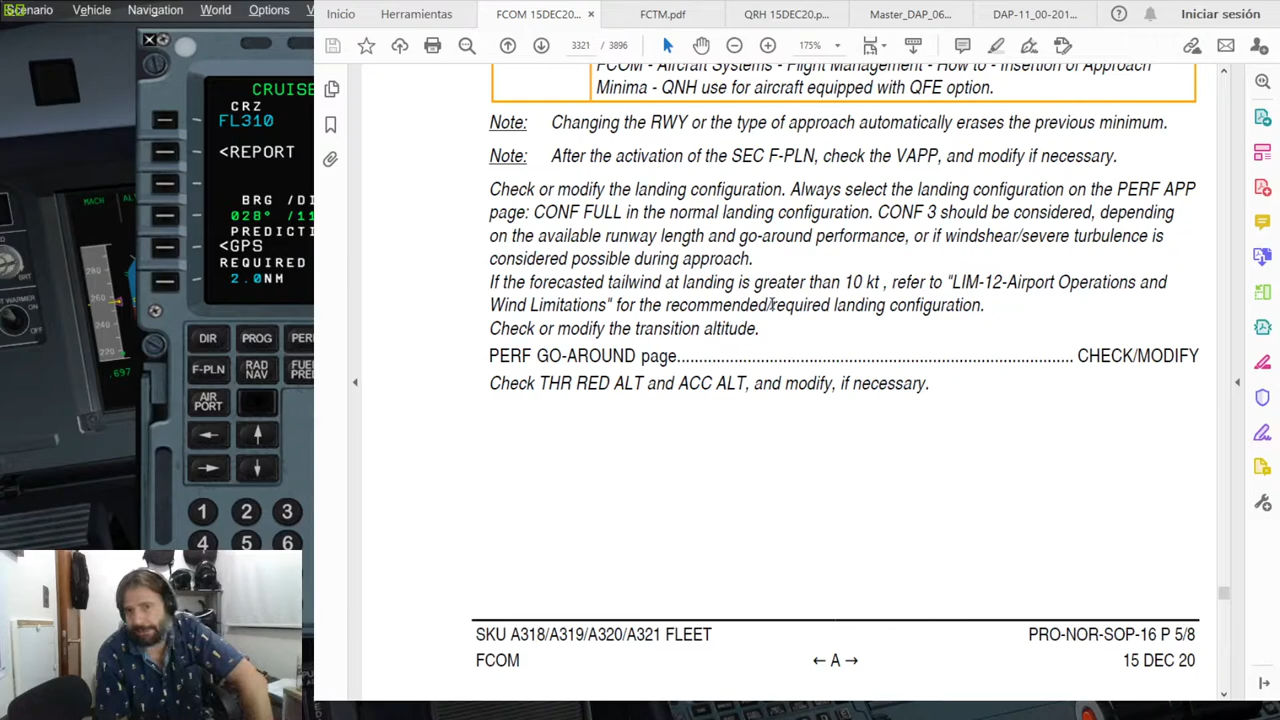 Scenario Vehicle Navigation World Options
Inicio Herramientas FCOM 15DEC20... × FCTM.pdf QRH 15DEC20.p... Master_DAP_06... DAP-11_00-201... Iniciar sesión
3321 / 3896 175%
CRUISE
CRZ
FL310
<REPORT
BRG /DI
028° /11
PREDICTI
<GPS
REQUIRED
2.0NM
MACH AL
280
260
240
220
.697
BAT
DIR PROG PER
F-PLN RAD NAV FUE PRE
AIR PORT
1 2 3
4 5 6
FCOM - Aircraft Systems - Flight Management - How to - Insertion of Approach
Minima - QNH use for aircraft equipped with QFE option.
Note: Changing the RWY or the type of approach automatically erases the previous minimum.
Note: After the activation of the SEC F-PLN, check the VAPP, and modify if necessary.
Check or modify the landing configuration. Always select the landing configuration on the PERF APP
page: CONF FULL in the normal landing configuration. CONF 3 should be considered, depending
on the available runway length and go-around performance, or if windshear/severe turbulence is
considered possible during approach.
If the forecasted tailwind at landing is greater than 10 kt , refer to "LIM-12-Airport Operations and
Wind Limitations" for the recommended/required landing configuration.
Check or modify the transition altitude.
PERF GO-AROUND page.......................................................................................... CHECK/MODIFY
Check THR RED ALT and ACC ALT, and modify, if necessary.
SKU A318/A319/A320/A321 FLEET PRO-NOR-SOP-16 P 5/8
FCOM ← A → 15 DEC 20